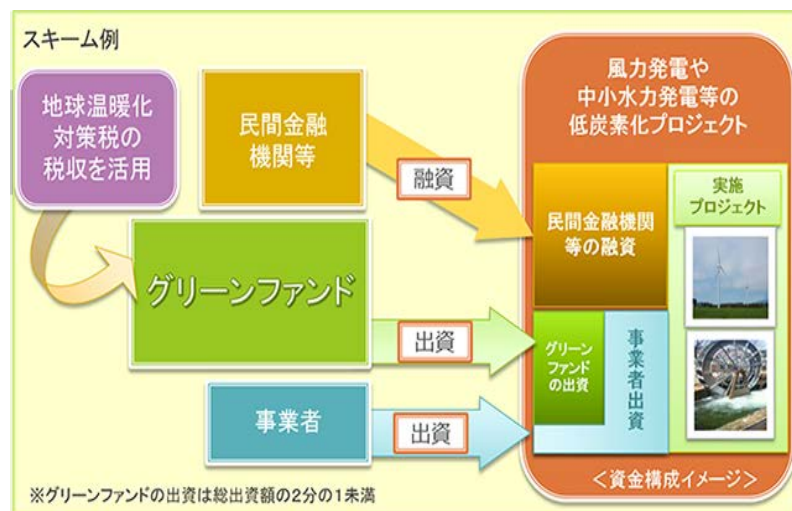 スキーム例
地球温暖化
対策税の
税収を活用
民間金融
機関等
融資
グリーンファンド
出資
事業者
出資
※グリーンファンドの出資は総出資額の2分の1未満
風力発電や
中小水力発電等の
低炭素化プロジェクト
民間金融機関
等の融資
グリーン
ファンド
の出資
事業者出資
実施
プロジェクト
＜資金構成イメージ＞